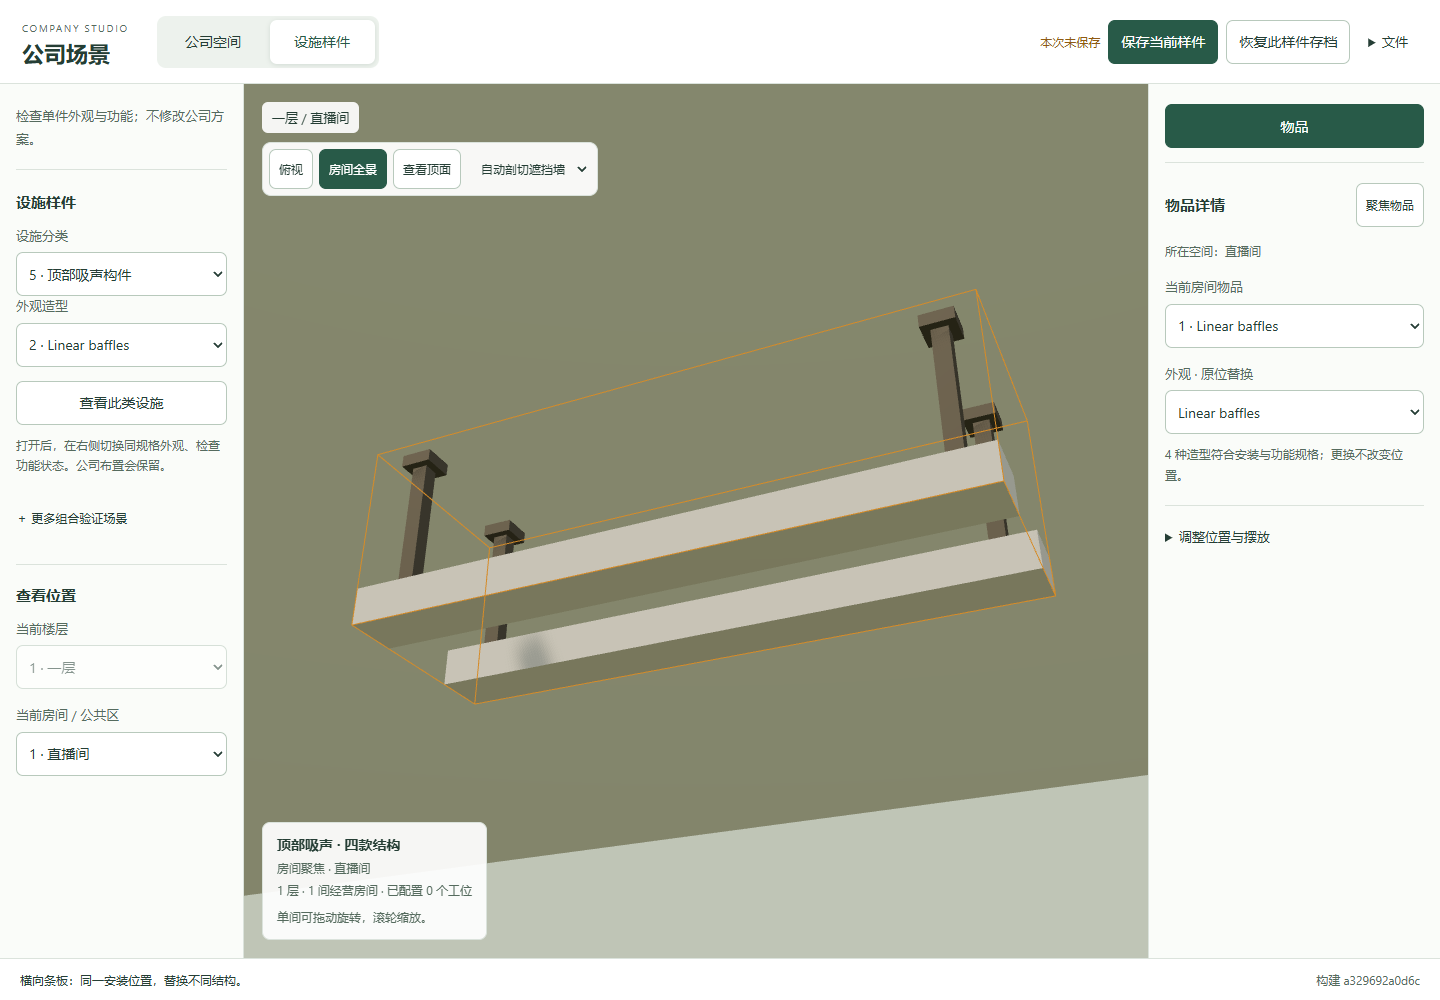 COMPANY STUDIO
公司场景
公司空间
设施样件
本次未保存
保存当前样件
恢复此样件存档
▶ 文件
检查单件外观与功能；不修改公司方
案。
设施样件
设施分类
5 · 顶部吸声构件
外观造型
2 · Linear baffles
查看此类设施
打开后，在右侧切换同规格外观、检查
功能状态。公司布置会保留。
+ 更多组合验证场景
查看位置
当前楼层
1 · 一层
当前房间 / 公共区
1 · 直播间
一层 / 直播间
俯视
房间全景
查看顶面
自动剖切遮挡墙
顶部吸声 · 四款结构
房间聚焦 · 直播间
1 层 · 1 间经营房间 · 已配置 0 个工位
单间可拖动旋转，滚轮缩放。
物品
物品详情
聚焦物品
所在空间：直播间
当前房间物品
1 · Linear baffles
外观 · 原位替换
Linear baffles
4 种造型符合安装与功能规格；更换不改变位
置。
▶ 调整位置与摆放
横向条板：同一安装位置，替换不同结构。
构建 a329692a0d6c